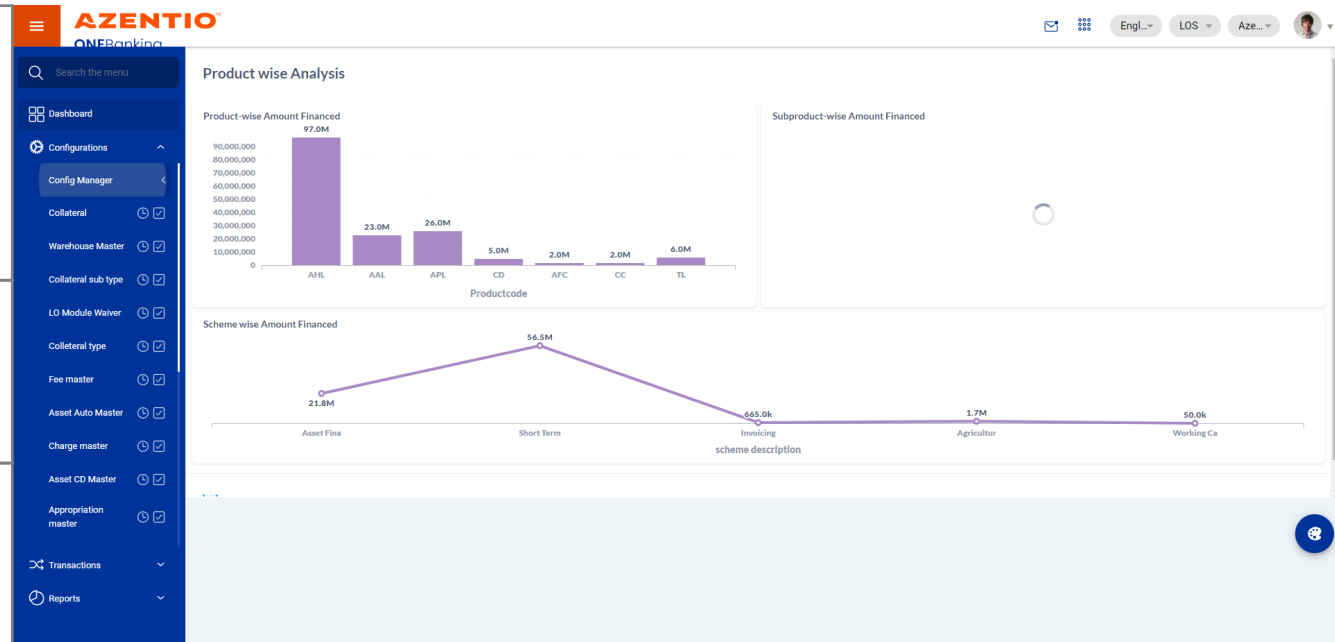 AZENTIO
ONEBanking
Engl...
LOS
Aze...
Search the menu
Dashboard
Configurations
Config Manager
Collateral
Warehouse Master
Collateral sub type
LO Module Waiver
Colleteral type
Fee master
Asset Auto Master
Charge master
Asset CD Master
Appropriation
master
Transactions
Reports
Product wise Analysis
Product-wise Amount Financed
97.0M
90,000,000
80,000,000
70,000,000
60,000,000
50,000,000
40,000,000
30,000,000
20,000,000
10,000,000
0
23.0M
26.0M
5.0M
2.0M
2.0M
6.0M
AHL
AAL
APL
CD
AFC
CC
TL
Productcode
Subproduct-wise Amount Financed
Scheme wise Amount Financed
56.5M
21.8M
665.0k
1.7M
50.0k
Asset Fina
Short Term
Invoicing
Agricultur
Working Ca
scheme description